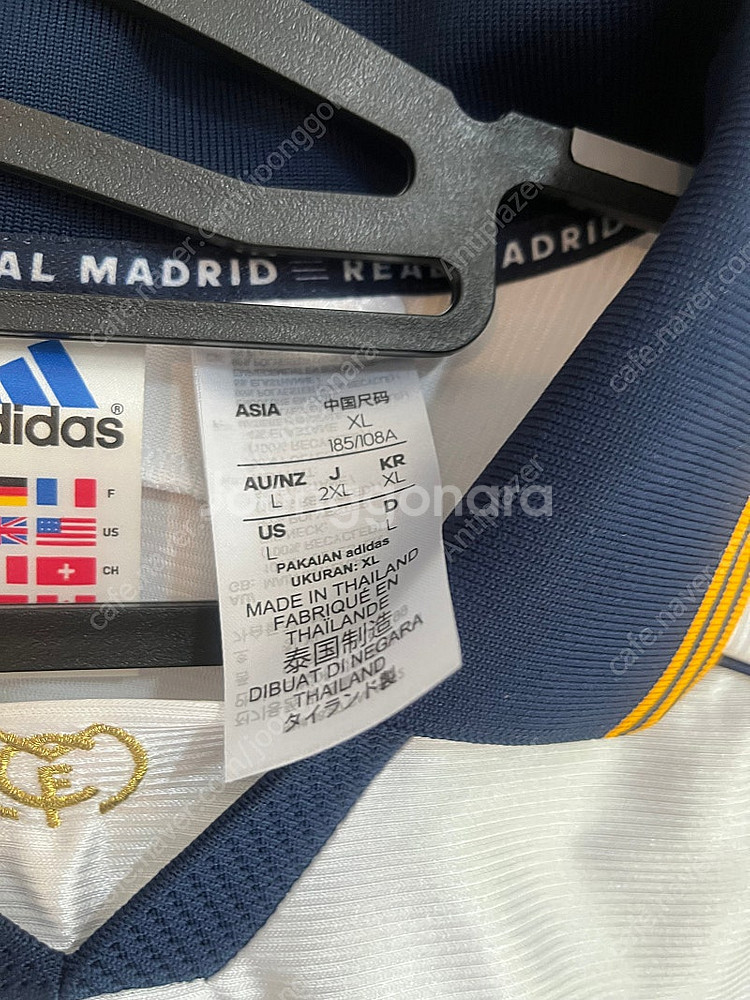 AL MADRID REAL ADRID
adidas®
F
US
CH
ASIA 中国尺码
XL
185/108A
AU/NZ J KR
L 2XL XL
US D
L L
PAKAIAN adidas
UKURAN: XL
MADE IN THAILAND
FABRIQUÉ EN
THAÏLANDE
泰国制造
DIBUAT DI NEGARA
THAILAND
タイランド製
Joonggonara